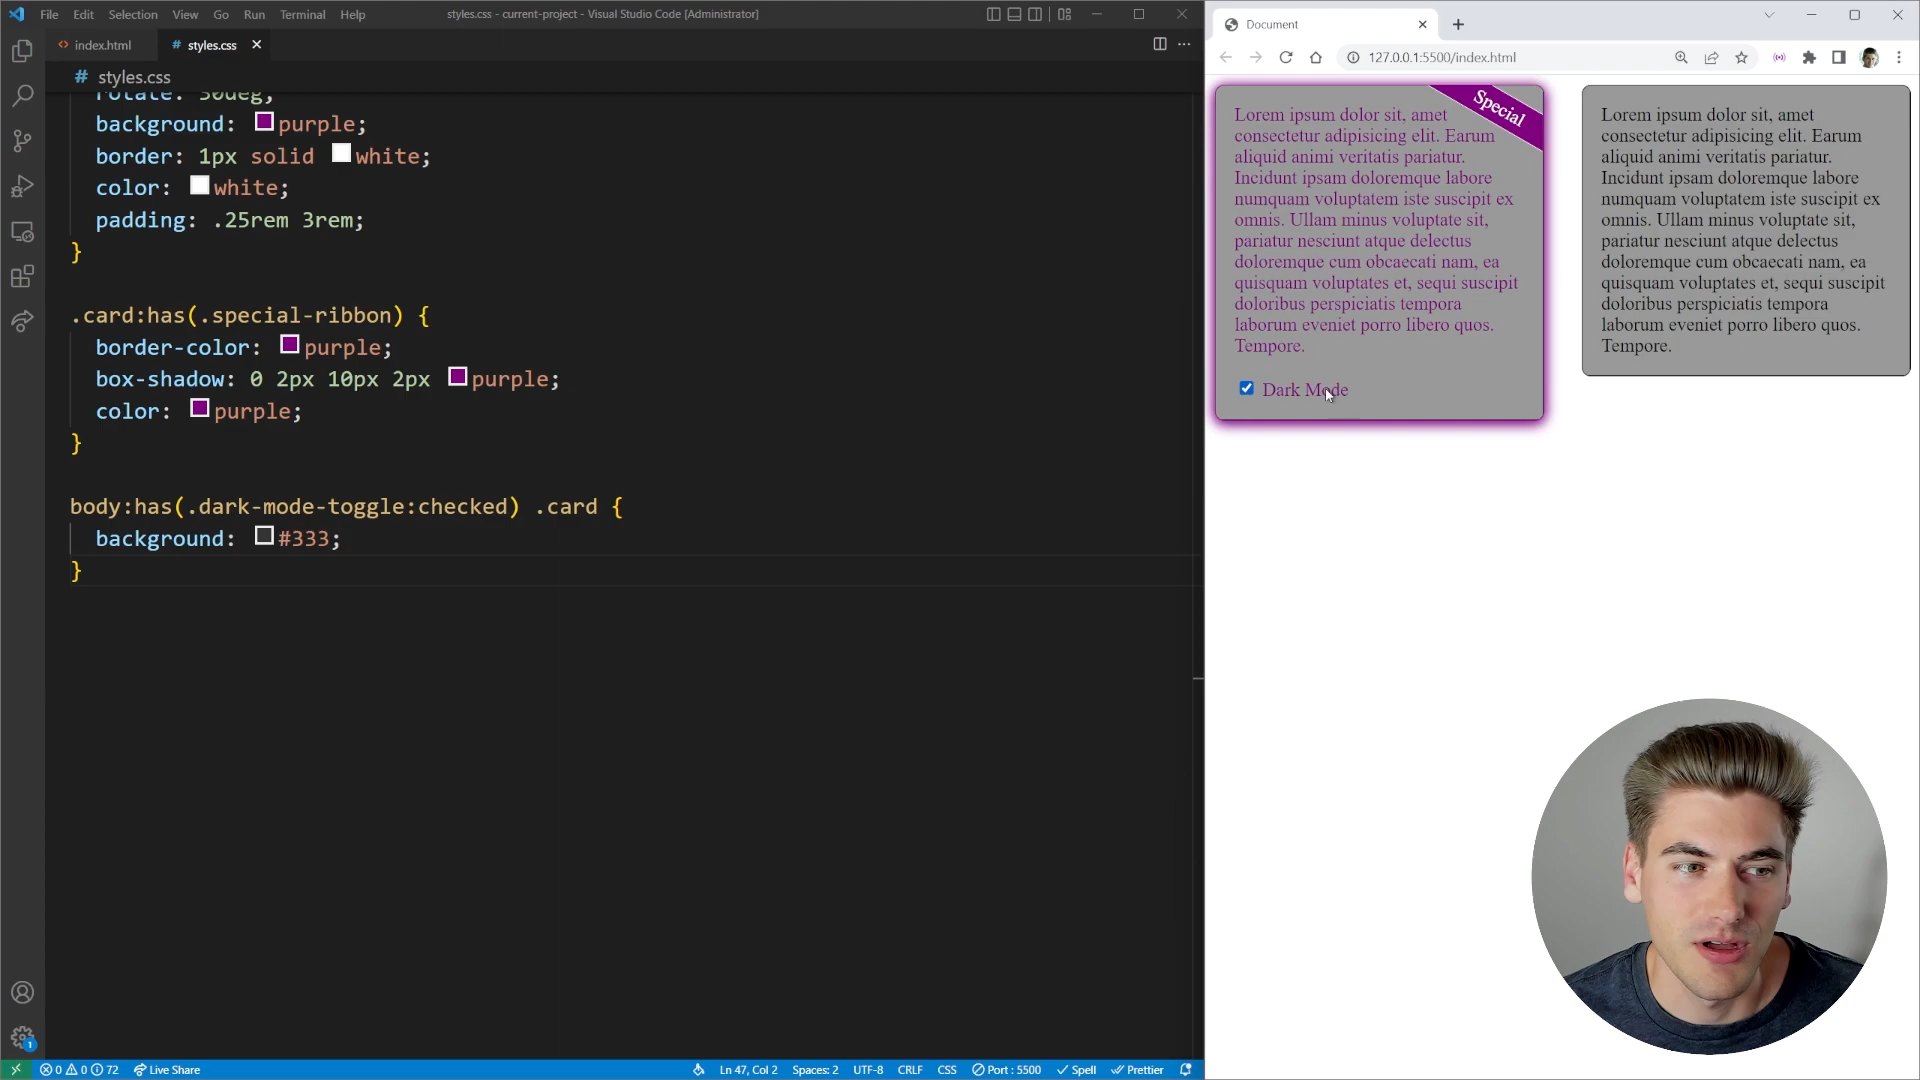 File Edit Selection View Go Run Terminal Help
styles.css - current-project - Visual Studio Code [Administrator]
index.html
# styles.css
# styles.css
rotate: 30deg;
background: purple;
border: 1px solid white;
color: white;
padding: .25rem 3rem;
}
.card:has(.special-ribbon) {
border-color: purple;
box-shadow: 0 2px 10px 2px purple;
color: purple;
}
body:has(.dark-mode-toggle:checked) .card {
background: #333;
}
1
0 0 72 Live Share
Ln 47, Col 2 Spaces: 2 UTF-8 CRLF CSS Port : 5500 Spell Prettier
Document
127.0.0.1:5500/index.html
Special
Lorem ipsum dolor sit, amet
consectetur adipisicing elit. Earum
aliquid animi veritatis pariatur.
Incidunt ipsam doloremque labore
numquam voluptatem iste suscipit ex
omnis. Ullam minus voluptate sit,
pariatur nesciunt atque delectus
doloremque cum obcaecati nam, ea
quisquam voluptates et, sequi suscipit
doloribus perspiciatis tempora
laborum eveniet porro libero quos.
Tempore.
Dark Mode
Lorem ipsum dolor sit, amet
consectetur adipisicing elit. Earum
aliquid animi veritatis pariatur.
Incidunt ipsam doloremque labore
numquam voluptatem iste suscipit ex
omnis. Ullam minus voluptate sit,
pariatur nesciunt atque delectus
doloremque cum obcaecati nam, ea
quisquam voluptates et, sequi suscipit
doloribus perspiciatis tempora
laborum eveniet porro libero quos.
Tempore.